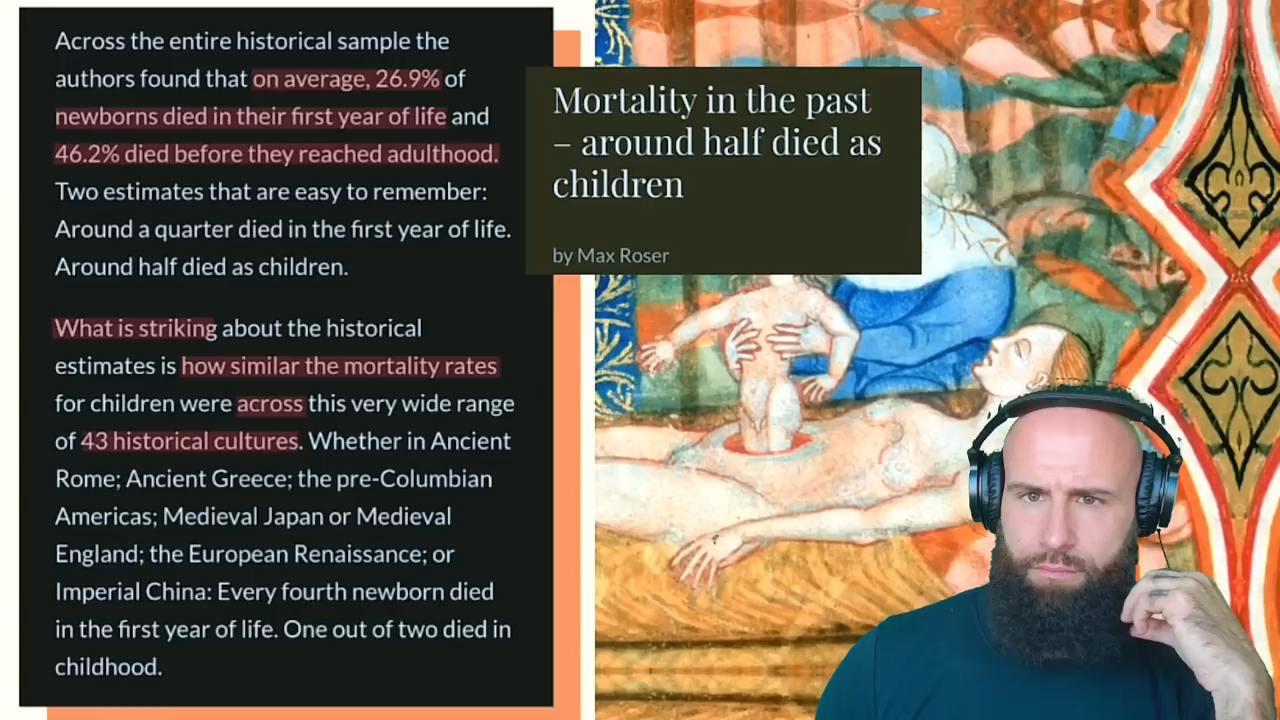 Across the entire historical sample the
authors found that on average, 26.9% of
newborns died in their first year of life and
46.2% died before they reached adulthood.
Two estimates that are easy to remember:
Around a quarter died in the first year of life.
Around half died as children.
What is striking about the historical
estimates is how similar the mortality rates
for children were across this very wide range
of 43 historical cultures. Whether in Ancient
Rome; Ancient Greece; the pre-Columbian
Americas; Medieval Japan or Medieval
England; the European Renaissance; or
Imperial China: Every fourth newborn died
in the first year of life. One out of two died in
childhood.
Mortality in the past
– around half died as
children
by Max Roser